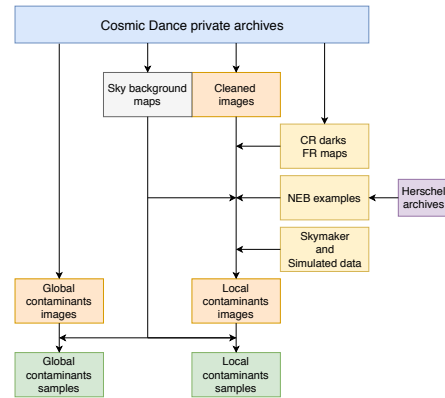 Cosmic Dance private archives
Sky background
maps
Cleaned
images
CR darks
FR maps
NEB examples
Herschel
archives
Skymaker
and
Simulated data
Global
contaminants
images
Local
contaminants
images
Global
contaminants
samples
Local
contaminants
samples